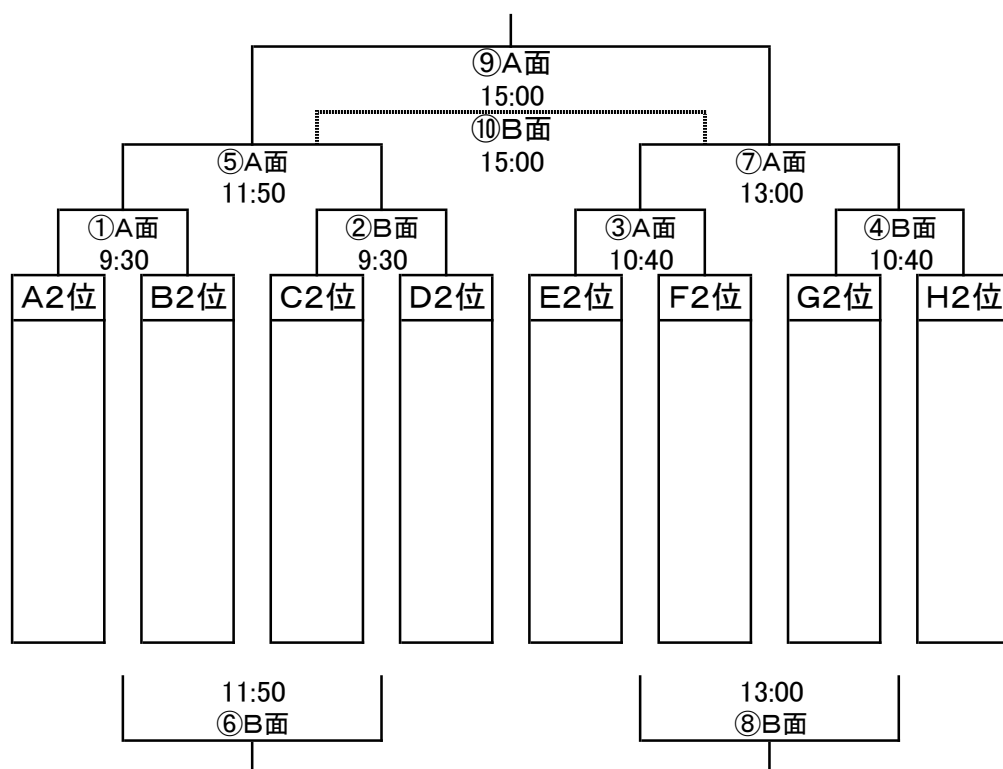 ⑨A面
15:00
⑩B面
15:00
⑤A面
11:50
⑦A面
13:00
①A面
9:30
②B面
9:30
③A面
10:40
④B面
10:40
A2位
B2位
C2位
D2位
E2位
F2位
G2位
H2位
11:50
⑥B面
13:00
⑧B面